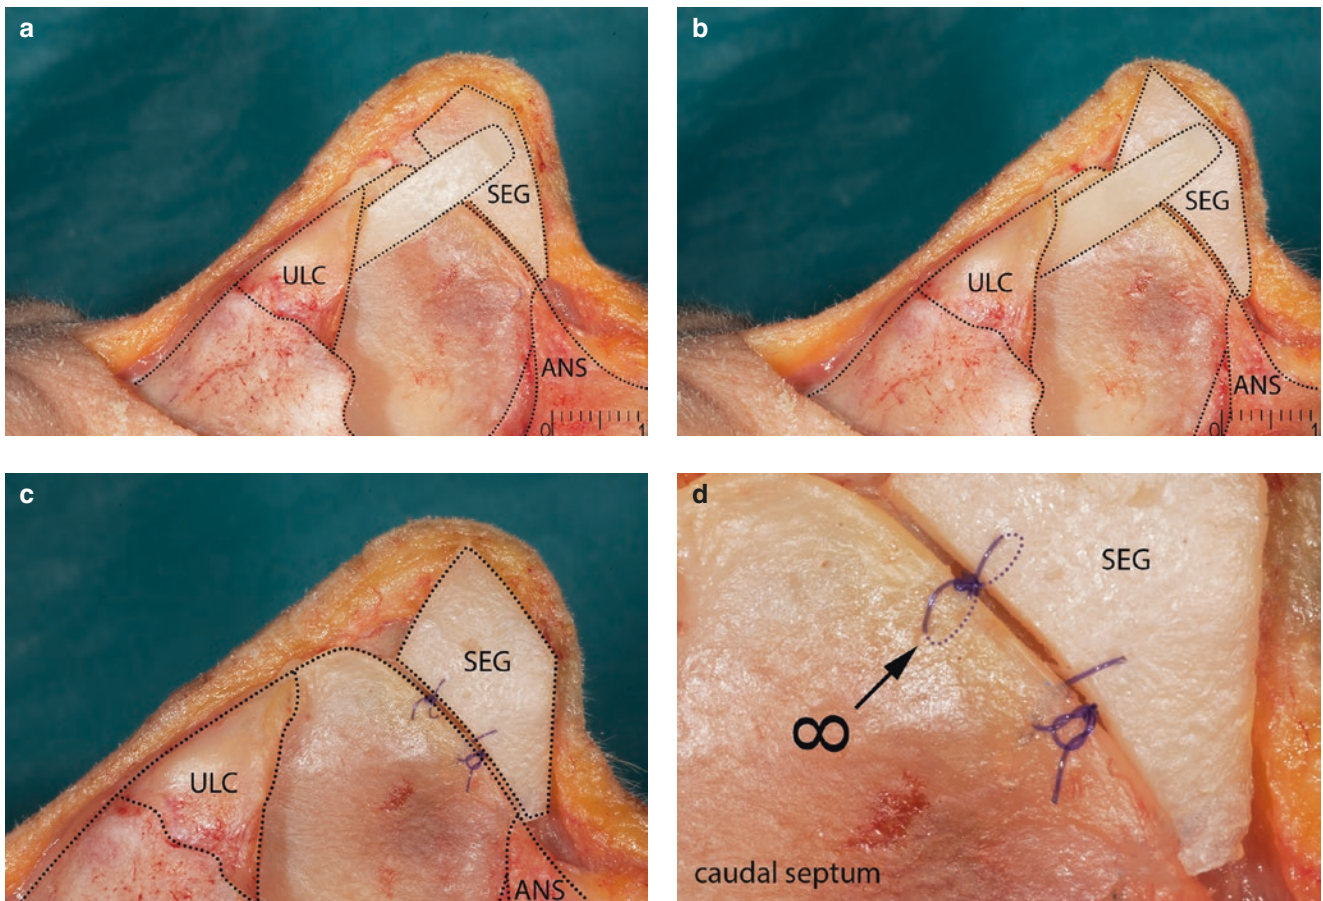 a
SEG
ULC
ANS
0 1
b
SEG
ULC
ANS
0 1
c
SEG
ULC
ANS
d
SEG
∞
caudal septum